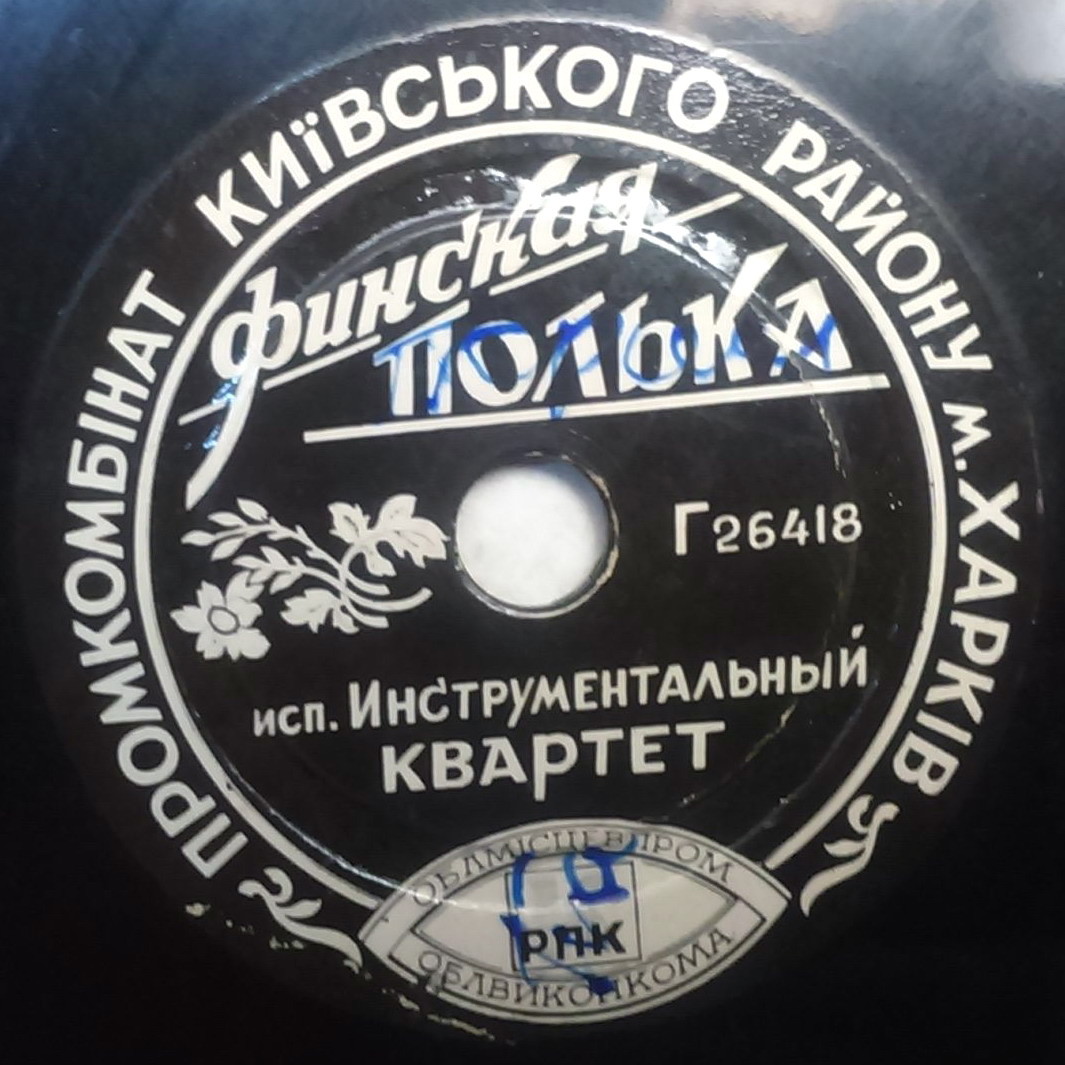 ПРОМКОМБІНАТ КИЇВСЬКОГО РАЙОНУ м. ХАРКІВ
Финская
ПОЛЬКА
Г26418
исп. ИНСТРУМЕНТАЛЬНЫЙ
КВАРТЕТ
ОБЛМІСЦЕВПРОМ
РПК
ОБЛВИКОНКОМА